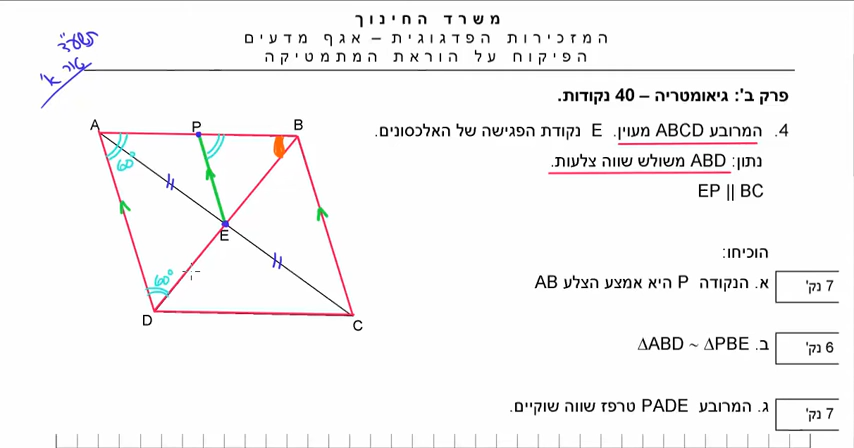 משרד החינוך
המזכירות הפדגוגית – אגף מדעים
הפיקוח על הוראת המתמטיקה
תשע"ג
טור א'
פרק ב': גיאומטריה – 40 נקודות.
4. המרובע ABCD מעוין. E נקודת הפגישה של האלכסונים.
נתון: ABD משולש שווה צלעות.
EP || BC
הוכיחו:
א. הנקודה P היא אמצע הצלע AB
7 נק'
ב. ΔABD ~ ΔPBE
6 נק'
ג. המרובע PADE טרפז שווה שוקיים.
7 נק'
A P B
60°
E
60°
D C